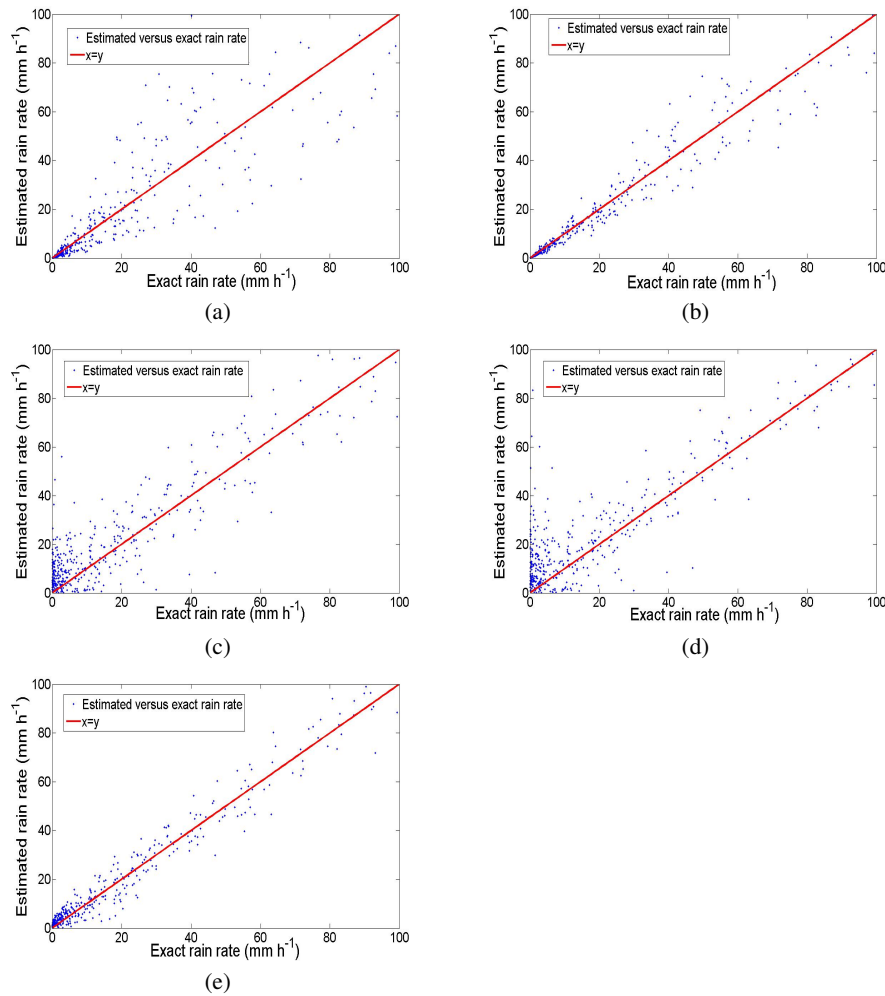 100
80
60
40
20
0
Estimated rain rate (mm h⁻¹)
Estimated versus exact rain rate
x=y
0 20 40 60 80 100
Exact rain rate (mm h⁻¹)
(a)
100
80
60
40
20
0
Estimated rain rate (mm h⁻¹)
Estimated versus exact rain rate
x=y
0 20 40 60 80 100
Exact rain rate (mm h⁻¹)
(b)
100
80
60
40
20
0
Estimated rain rate (mm h⁻¹)
Estimated versus exact rain rate
x=y
0 20 40 60 80 100
Exact rain rate (mm h⁻¹)
(c)
100
80
60
40
20
0
Estimated rain rate (mm h⁻¹)
Estimated versus exact rain rate
x=y
0 20 40 60 80 100
Exact rain rate (mm h⁻¹)
(d)
100
80
60
40
20
0
Estimated rain rate (mm h⁻¹)
Estimated versus exact rain rate
x=y
0 20 40 60 80 100
Exact rain rate (mm h⁻¹)
(e)